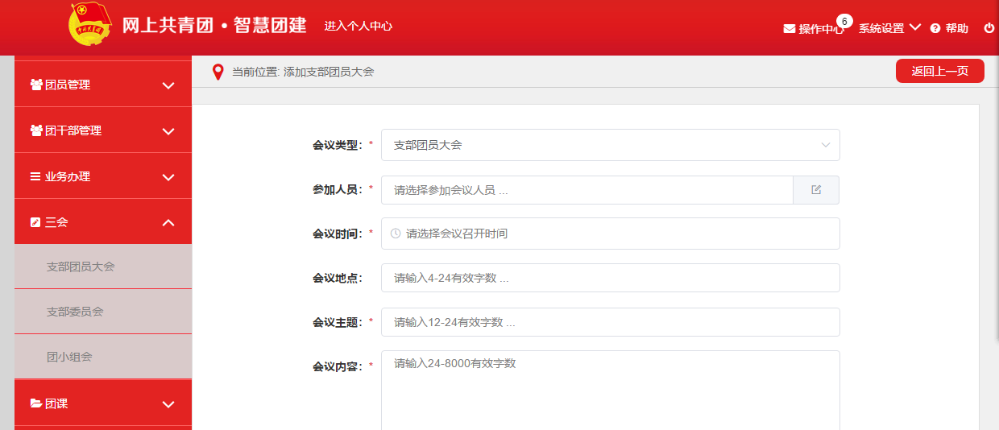 网上共青团·智慧团建
进入个人中心
操作中心
6
系统设置
帮助
团员管理
团干部管理
业务办理
三会
支部团员大会
支部委员会
团小组会
团课
当前位置: 添加支部团员大会
返回上一页
会议类型：* 支部团员大会
参加人员：* 请选择参加会议人员 ...
会议时间：* 请选择会议召开时间
会议地点： 请输入4-24有效字数 ...
会议主题：* 请输入12-24有效字数 ...
会议内容：* 请输入24-8000有效字数